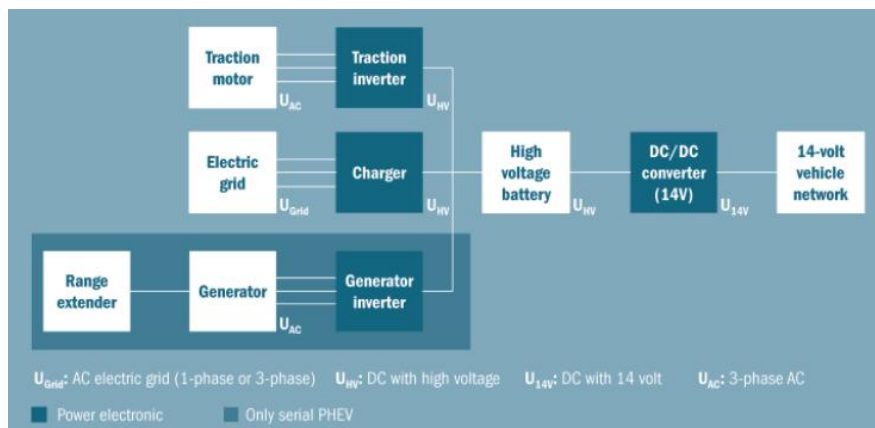 Traction
motor
U_AC
Traction
inverter
U_HV
Electric
grid
U_Grid
Charger
U_HV
High
voltage
battery
U_HV
DC/DC
converter
(14V)
U_14V
14-volt
vehicle
network
Range
extender
Generator
U_AC
Generator
inverter
U_Grid: AC electric grid (1-phase or 3-phase) U_HV: DC with high voltage U_14V: DC with 14 volt U_AC: 3-phase AC
Power electronic Only serial PHEV